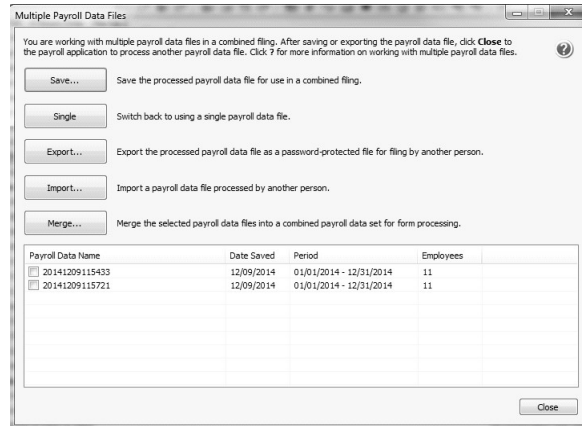 Multiple Payroll Data Files
You are working with multiple payroll data files in a combined filing. After saving or exporting the payroll data file, click Close to
the payroll application to process another payroll data file. Click ? for more information on working with multiple payroll data files.
?
Save... Save the processed payroll data file for use in a combined filing.
Single Switch back to using a single payroll data file.
Export... Export the processed payroll data file as a password-protected file for filing by another person.
Import... Import a payroll data file processed by another person.
Merge... Merge the selected payroll data files into a combined payroll data set for form processing.
Payroll Data Name Date Saved Period Employees
20141209115433 12/09/2014 01/01/2014 - 12/31/2014 11
20141209115721 12/09/2014 01/01/2014 - 12/31/2014 11
Close